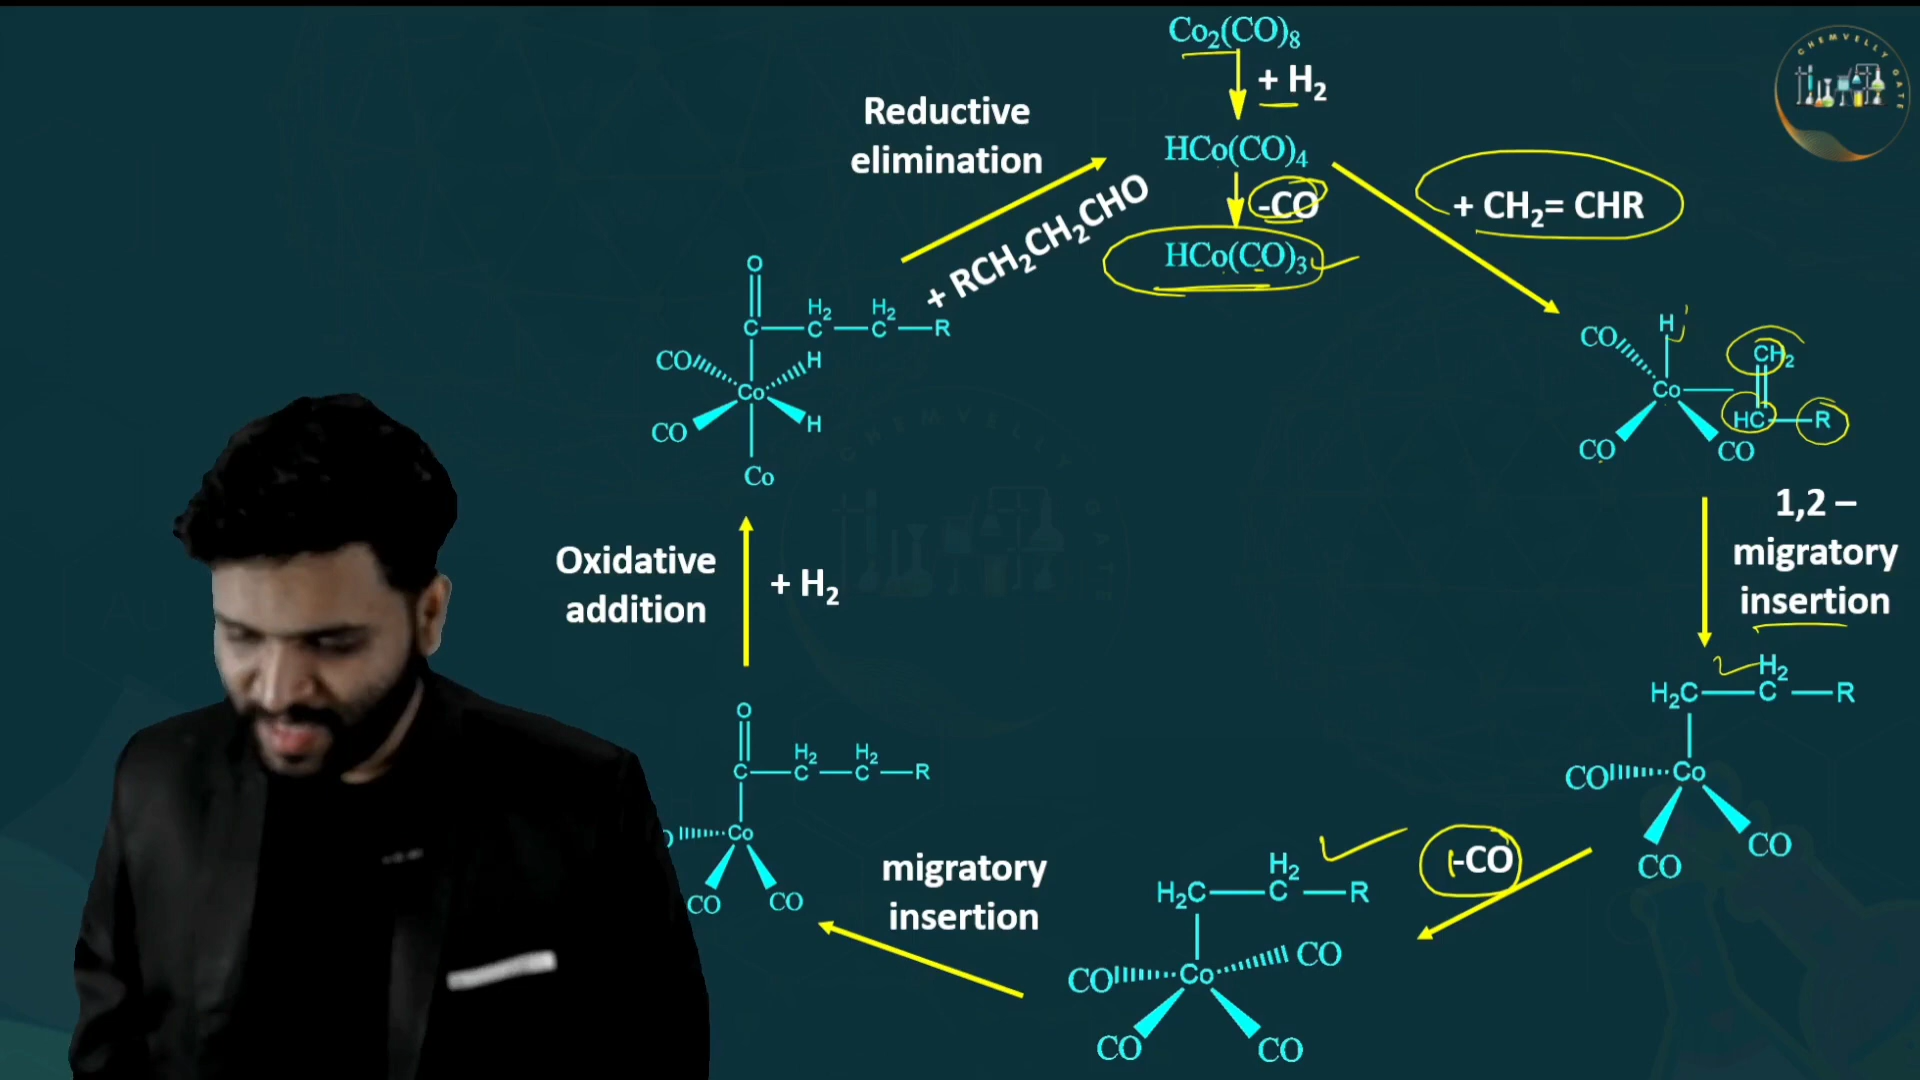 Co₂(CO)₈
+ H₂
HCo(CO)₄
-CO
HCo(CO)₃
CHEMVELLY GATE
Reductive
elimination
+ RCH₂CH₂CHO
+ CH₂= CHR
O
C
H₂
C
H₂
C
R
CO
H
Co
CO
H
Co
CO
H
CH₂
Co
HC
R
CO
CO
1,2 –
migratory
insertion
Oxidative
addition
+ H₂
H₂
H₂C
C
R
CO
Co
CO
CO
O
C
H₂
C
H₂
C
R
Co
CO
CO
migratory
insertion
-CO
H₂
H₂C
C
R
CO
Co
CO
CO
CO